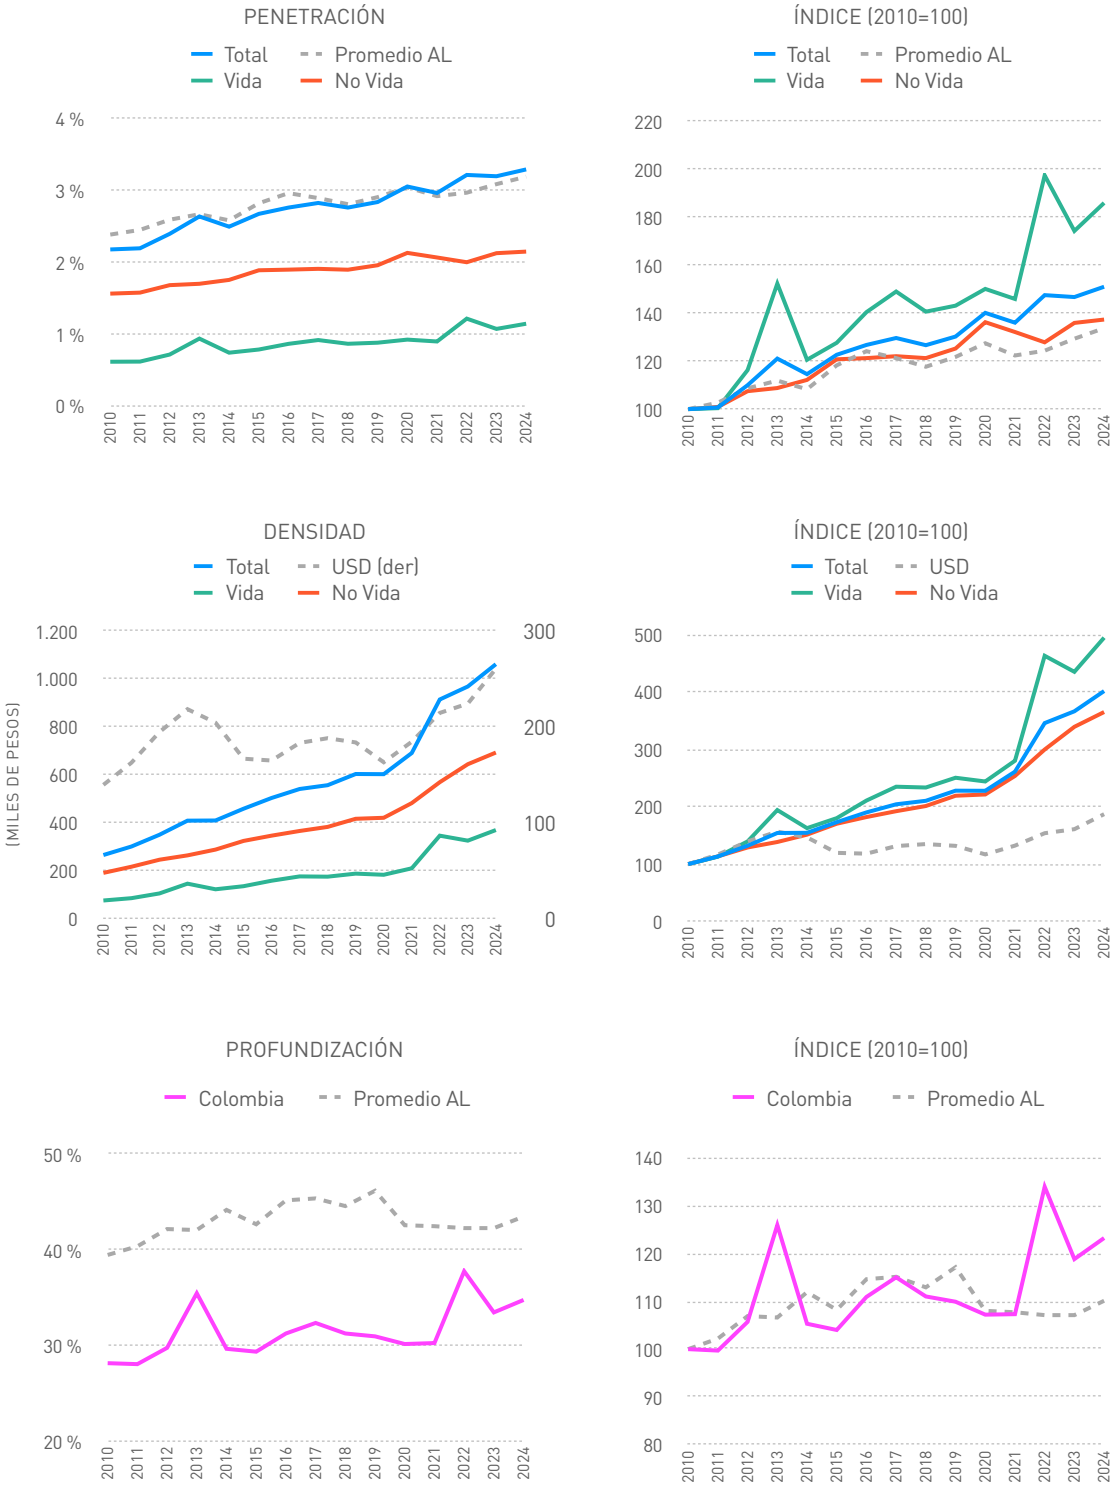 PENETRACIÓN
Total Promedio AL
Vida No Vida
4 %
3 %
2 %
1 %
0 %
2010 2011 2012 2013 2014 2015 2016 2017 2018 2019 2020 2021 2022 2023 2024
ÍNDICE (2010=100)
Total Promedio AL
Vida No Vida
220
200
180
160
140
120
100
2010 2011 2012 2013 2014 2015 2016 2017 2018 2019 2020 2021 2022 2023 2024
DENSIDAD
Total USD (der)
Vida No Vida
(MILES DE PESOS)
1.200 300
1.000
800 200
600
400 100
200
0 0
2010 2011 2012 2013 2014 2015 2016 2017 2018 2019 2020 2021 2022 2023 2024
ÍNDICE (2010=100)
Total USD
Vida No Vida
500
400
300
200
100
0
2010 2011 2012 2013 2014 2015 2016 2017 2018 2019 2020 2021 2022 2023 2024
PROFUNDIZACIÓN
Colombia Promedio AL
50 %
40 %
30 %
20 %
2010 2011 2012 2013 2014 2015 2016 2017 2018 2019 2020 2021 2022 2023 2024
ÍNDICE (2010=100)
Colombia Promedio AL
140
130
120
110
100
90
80
2010 2011 2012 2013 2014 2015 2016 2017 2018 2019 2020 2021 2022 2023 2024